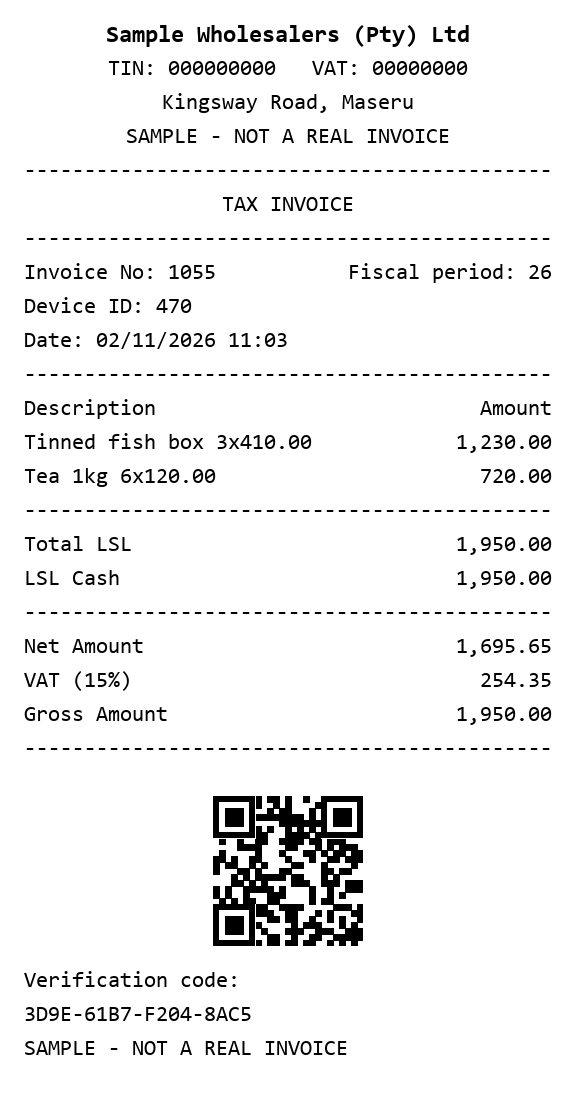 Sample Wholesalers (Pty) Ltd
TIN: 000000000 VAT: 00000000
Kingsway Road, Maseru
SAMPLE - NOT A REAL INVOICE
--------------------------------------------
TAX INVOICE
--------------------------------------------
Invoice No: 1055 Fiscal period: 26
Device ID: 470
Date: 02/11/2026 11:03
--------------------------------------------
Description Amount
Tinned fish box 3x410.00 1,230.00
Tea 1kg 6x120.00 720.00
--------------------------------------------
Total LSL 1,950.00
LSL Cash 1,950.00
--------------------------------------------
Net Amount 1,695.65
VAT (15%) 254.35
Gross Amount 1,950.00
--------------------------------------------
Verification code:
3D9E-61B7-F204-8AC5
SAMPLE - NOT A REAL INVOICE